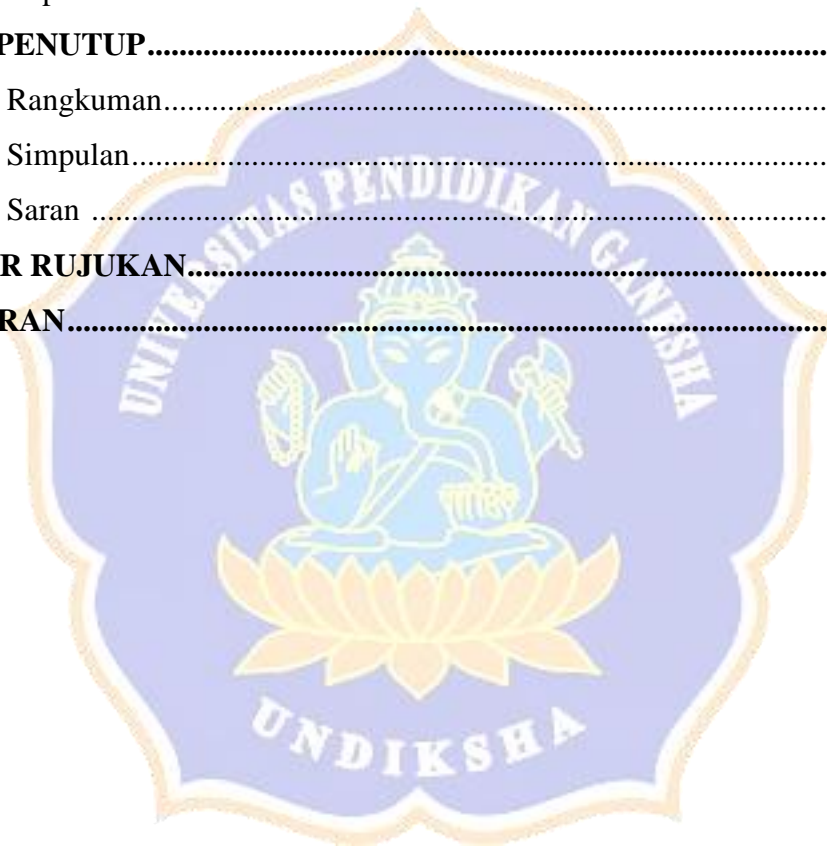 PENUTUP.....................................................................................
Rangkuman...................................................................................
Simpulan.......................................................................................
Saran ............................................................................................
R RUJUKAN................................................................................
RAN...............................................................................................
UNIVERSITAS PENDIDIKAN GANESHA
UNDIKSHA